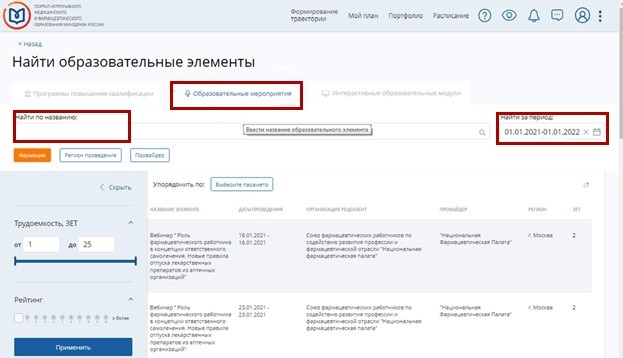 ПОРТАЛ НЕПРЕРЫВНОГО
МЕДИЦИНСКОГО
И ФАРМАЦЕВТИЧЕСКОГО
ОБРАЗОВАНИЯ МИНЗДРАВА РОССИИ
Формирование траектории
Мой план
Портфолио
Расписание
< Назад
Найти образовательные элементы
Программы повышения квалификации
Образовательные мероприятия
Интерактивные образовательные модули
Найти по названию:
Ввести название образовательного элемента
Найти за период:
01.01.2021-01.01.2022
Фармация
Регион проведения
Провайдер
Скрыть
Упорядочить по:
Выберите параметр
Трудоемкость, ЗЕТ
от 1 до 25
Рейтинг
и более
Применить
НАЗВАНИЕ ЭЛЕМЕНТА ДАТЫ ПРОВЕДЕНИЯ ОРГАНИЗАЦИЯ РЕЦЕНЗЕНТ ПРОВАЙДЕР РЕГИОН ЗЕТ
Вебинар " Роль 16.01.2021 - Союз фармацевтических работников по "Национальная г. Москва 2
фармацевтического работника 16.01.2021 содействию развития профессии и Фармацевтическая Палата"
в концепции ответственного фармацевтической отрасли "Национальная
самолечения. Новые правила фармацевтическая палата"
отпуска лекарственных
препаратов из аптечных
организаций"
Вебинар " Роль 23.01.2021 - Союз фармацевтических работников по "Национальная г. Москва 2
фармацевтического работника 23.01.2021 содействию развития профессии и Фармацевтическая Палата"
в концепции ответственного фармацевтической отрасли "Национальная
самолечения. Новые правила фармацевтическая палата"
отпуска лекарственных
препаратов из аптечных